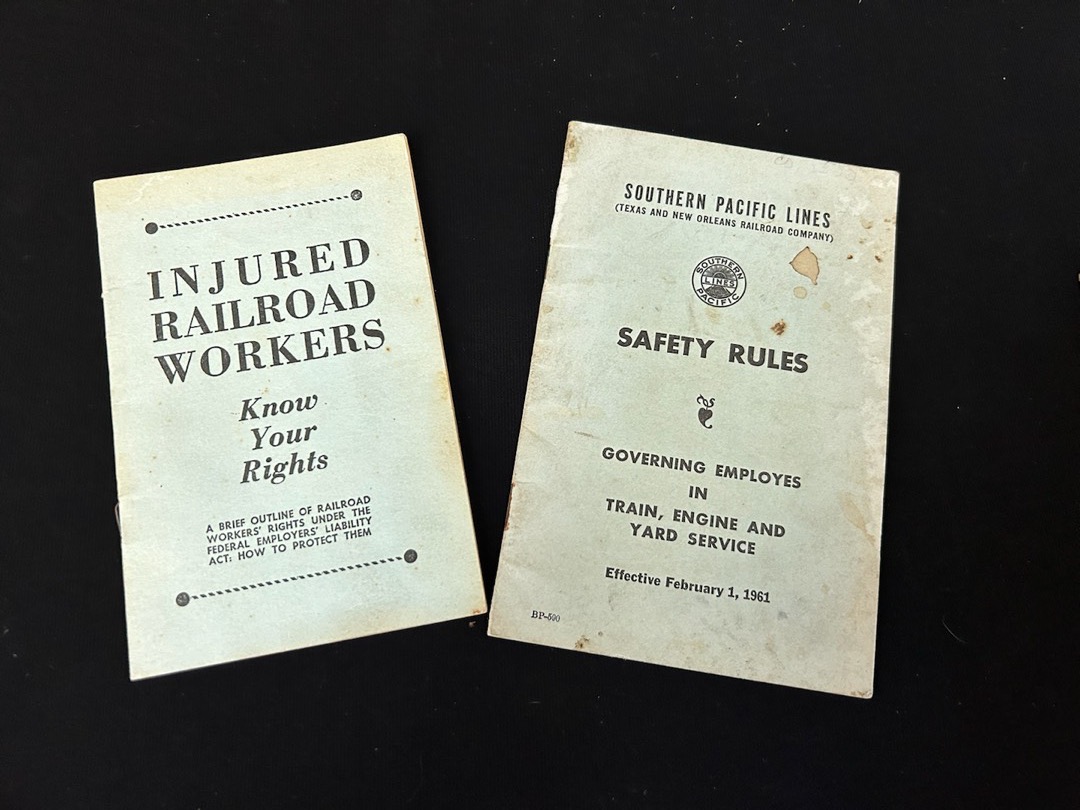 INJURED
RAILROAD
WORKERS
Know
Your
Rights
A BRIEF OUTLINE OF RAILROAD
WORKERS' RIGHTS UNDER THE
FEDERAL EMPLOYERS' LIABILITY
ACT: HOW TO PROTECT THEM
SOUTHERN PACIFIC LINES
(TEXAS AND NEW ORLEANS RAILROAD COMPANY)
SOUTHERN
LINES
PACIFIC
SAFETY RULES
GOVERNING EMPLOYES
IN
TRAIN, ENGINE AND
YARD SERVICE
Effective February 1, 1961
BP-500